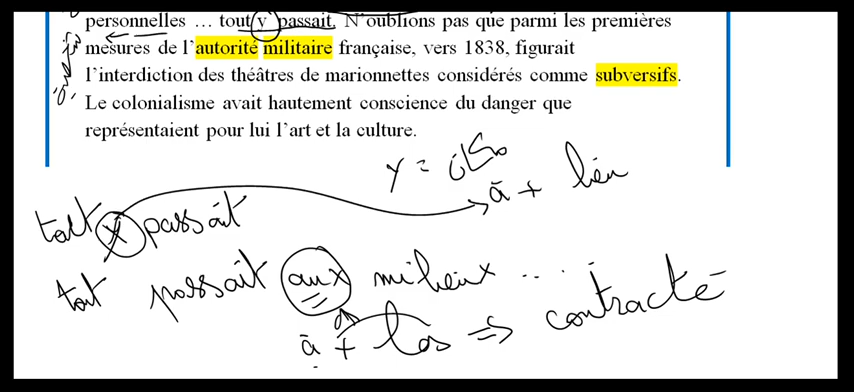 personnelles … tout y passait. N'oublions pas que parmi les premières
mesures de l'autorité militaire française, vers 1838, figurait
l'interdiction des théâtres de marionnettes considérés comme subversifs.
Le colonialisme avait hautement conscience du danger que
représentaient pour lui l'art et la culture.
y = مكان
à + lieu
tout y passait
tout passait aux milieux ...
à + les => contracté